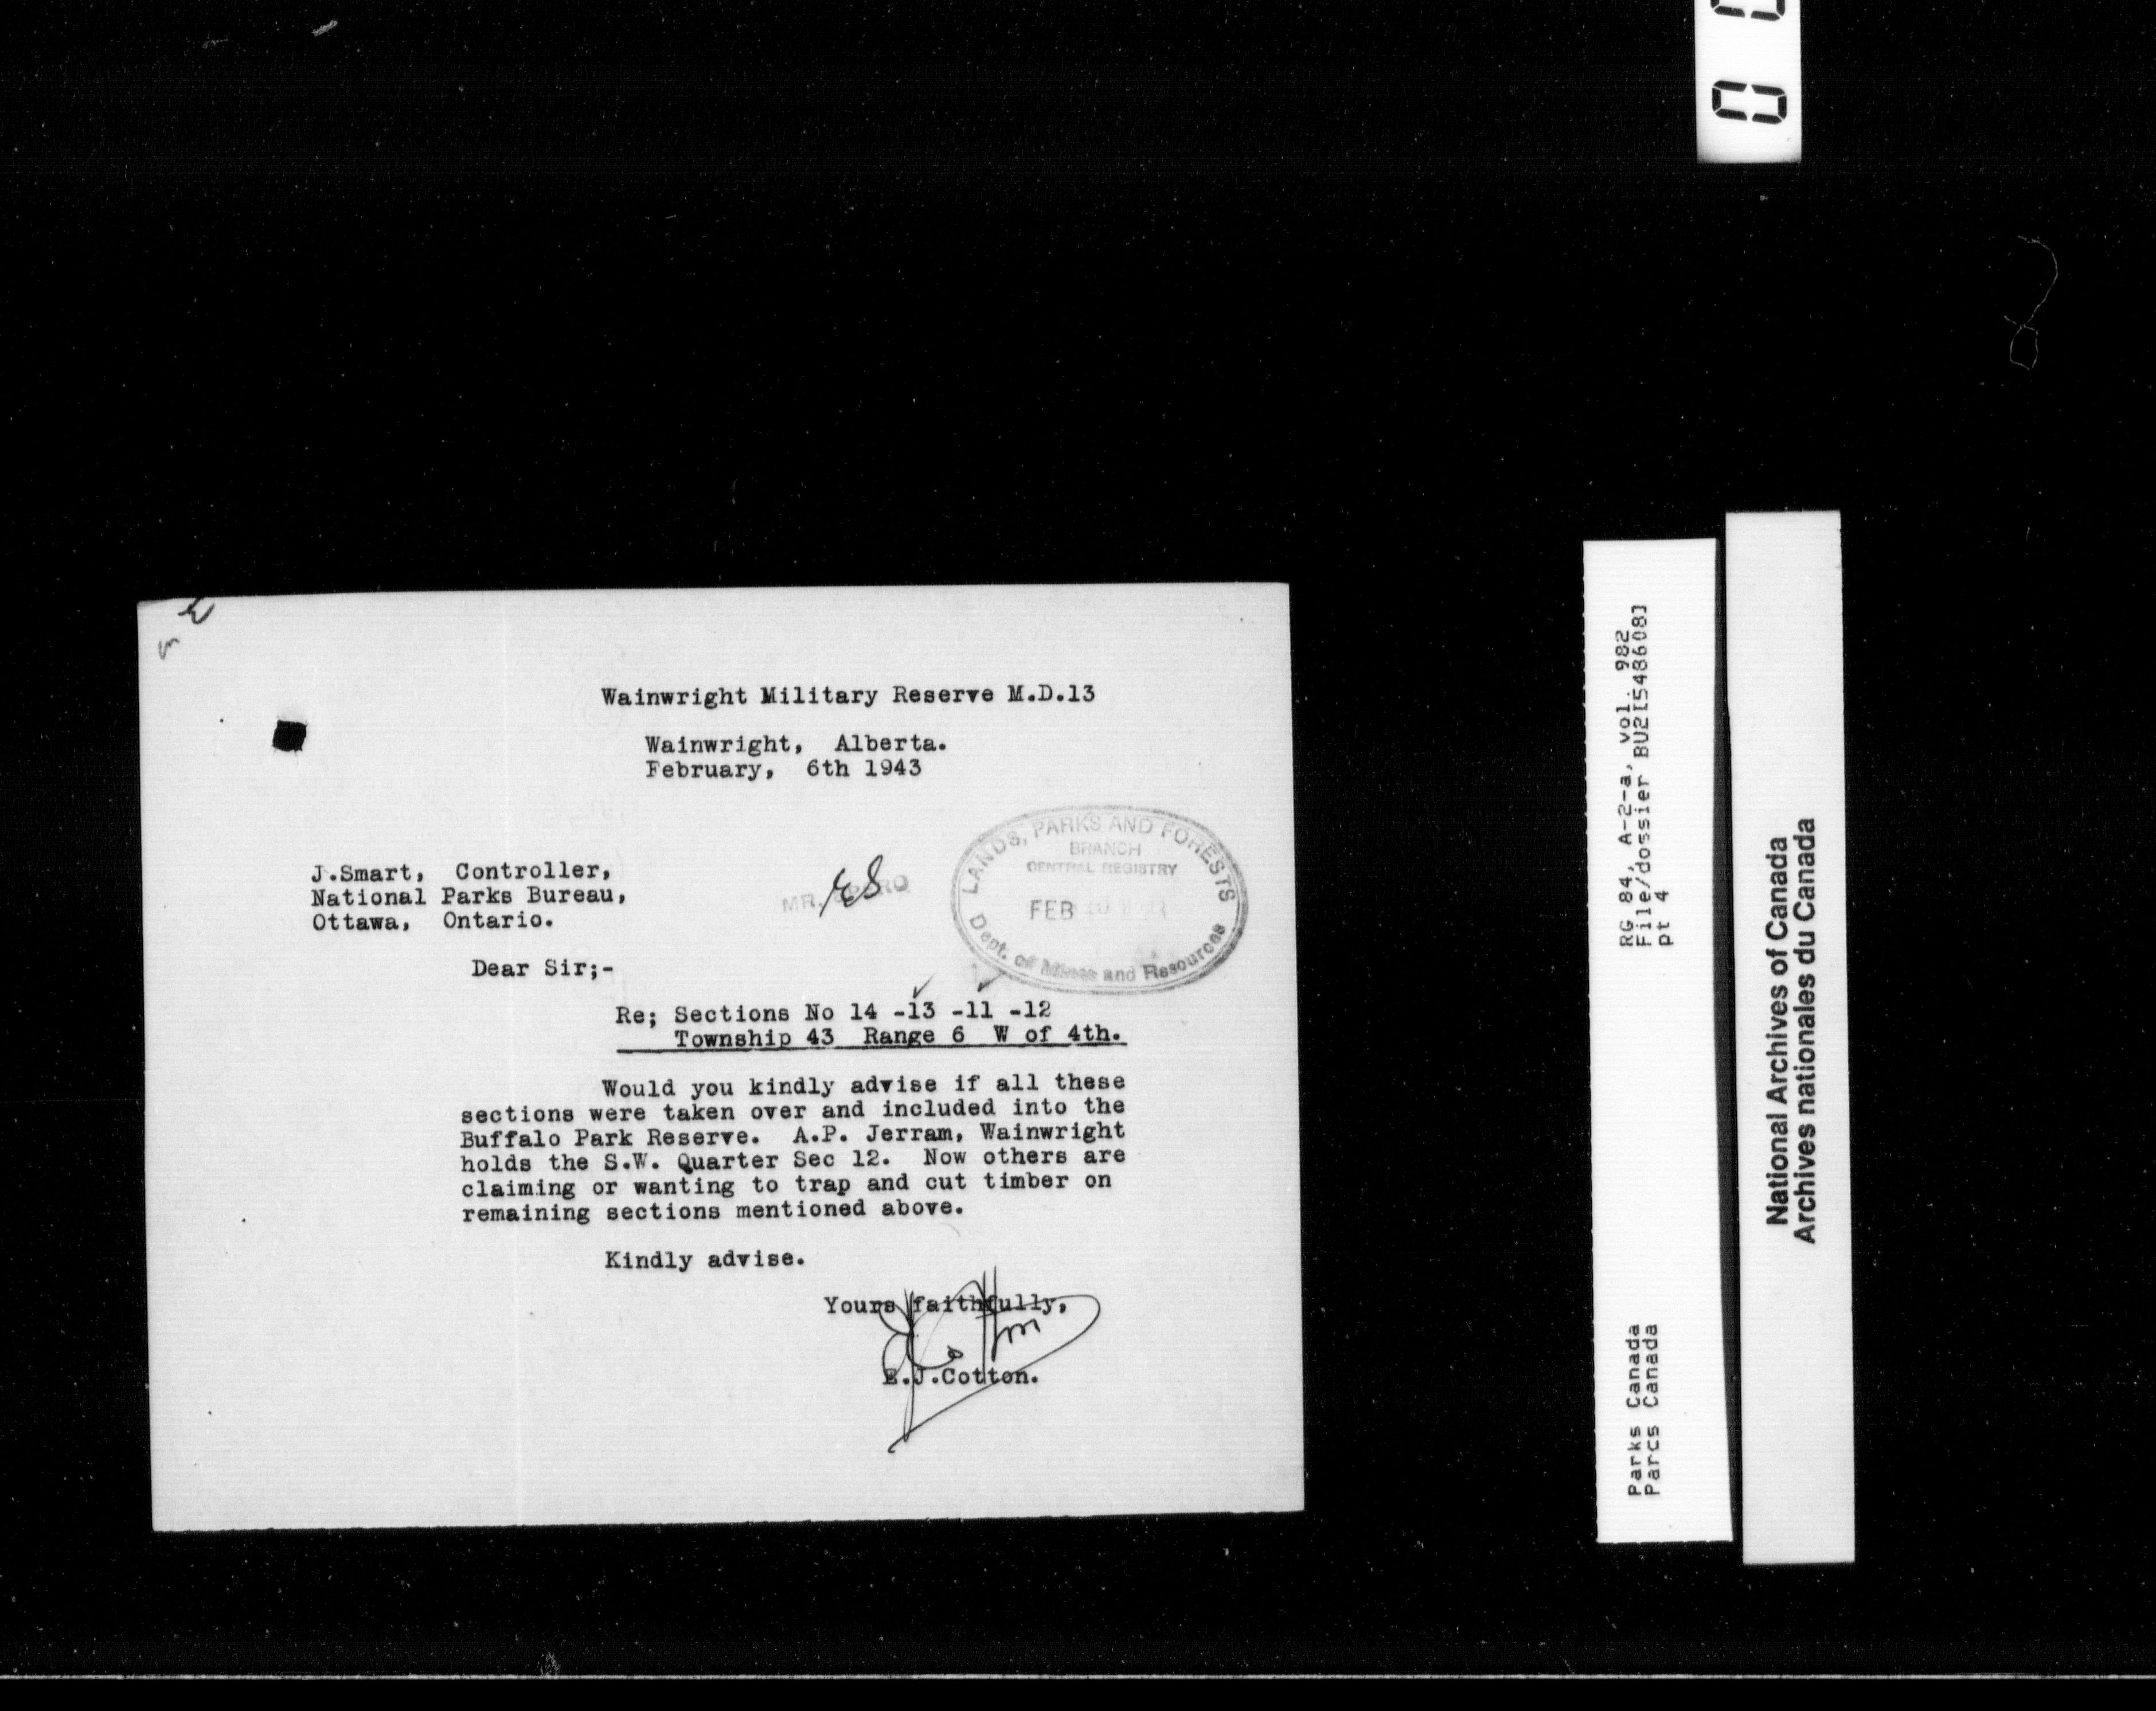 Wainwright Military Reserve M.D.13
Wainwright, Alberta.
February, 6th 1943
J.Smart, Controller,
National Parks Bureau,
Ottawa, Ontario.
MR.
ES
LANDS, PARKS AND FORESTS
BRANCH
CENTRAL REGISTRY
FEB
Dept. of Mines and Resources
Dear Sir;-
Re; Sections No 14 -13 -11 -12
Township 43 Range 6 W of 4th.
Would you kindly advise if all these
sections were taken over and included into the
Buffalo Park Reserve. A.P. Jerram, Wainwright
holds the S.W. Quarter Sec 12. Now others are
claiming or wanting to trap and cut timber on
remaining sections mentioned above.
Kindly advise.
Yours faithfully,
E.J.Cotton.
RG 84, A-2-a, vol. 982
File/dossier BU2[548608]
pt 4
Parks Canada
Parcs Canada
National Archives of Canada
Archives nationales du Canada